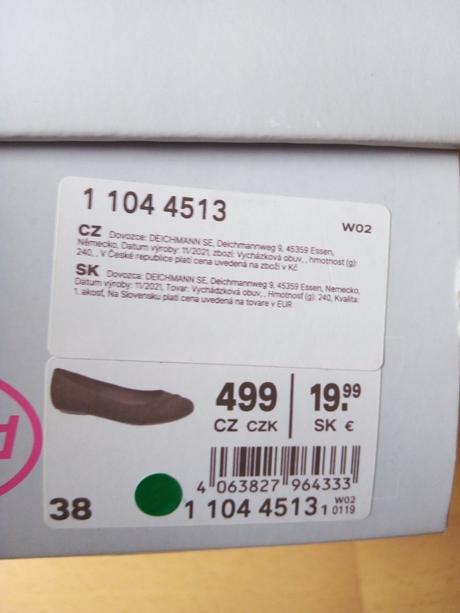 1 104 4513
W02
CZ Dovozce: DEICHMANN SE, Deichmannweg 9, 45359 Essen,
Německo, Datum výroby: 11/2021, zboží: Vycházková obuv, , hmotnost (g):
240, , V České republice platí cena uvedená na zboží v Kč
SK Dovozca: DEICHMANN SE, Deichmannweg 9, 45359 Essen, Nemecko,
Dátum výroby: 11/2021, Tovar: Vychádzková obuv, , Hmotnosť (g): 240, Kvalita:
1. akosť, Na Slovensku platí cena uvedená na tovare v EUR
499 19.99
CZ CZK SK €
4 063827 964333
38
1 104 4513 1 W02
0119